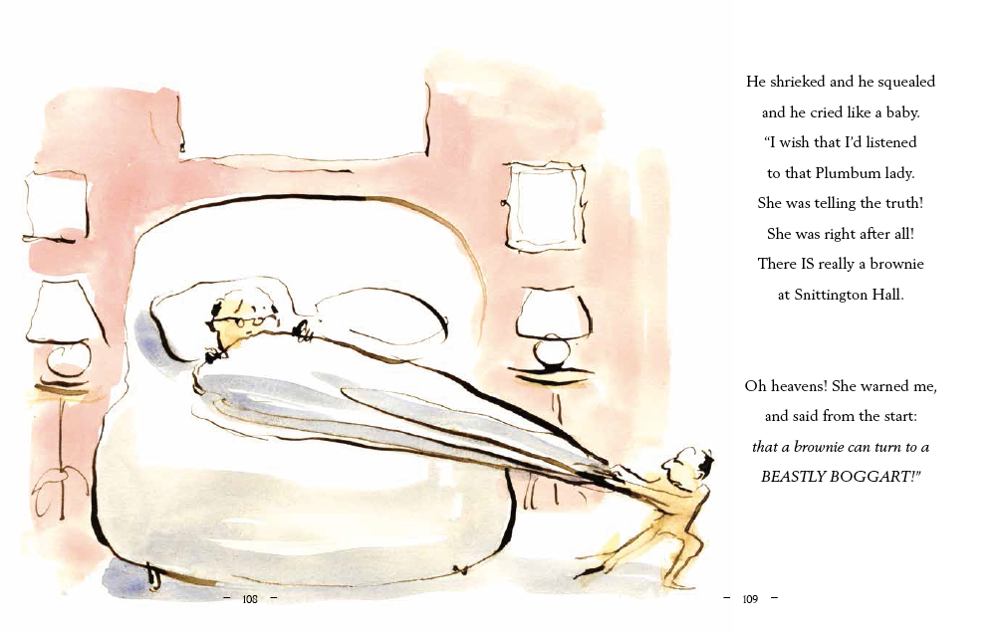 He shrieked and he squealed
and he cried like a baby.
“I wish that I’d listened
to that Plumbum lady.
She was telling the truth!
She was right after all!
There IS really a brownie
at Snittington Hall.
Oh heavens! She warned me,
and said from the start:
that a brownie can turn to a
BEASTLY BOGGART!”
– 108 –
– 109 –